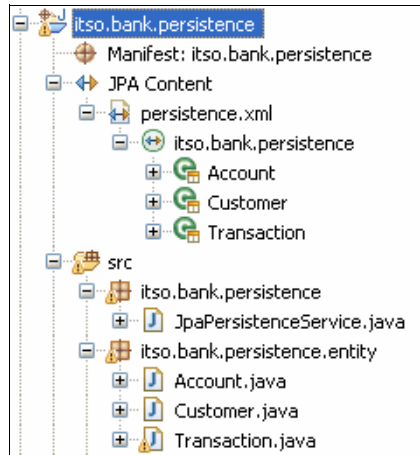 itso.bank.persistence
Manifest: itso.bank.persistence
JPA Content
persistence.xml
itso.bank.persistence
Account
Customer
Transaction
src
itso.bank.persistence
JpaPersistenceService.java
itso.bank.persistence.entity
Account.java
Customer.java
Transaction.java